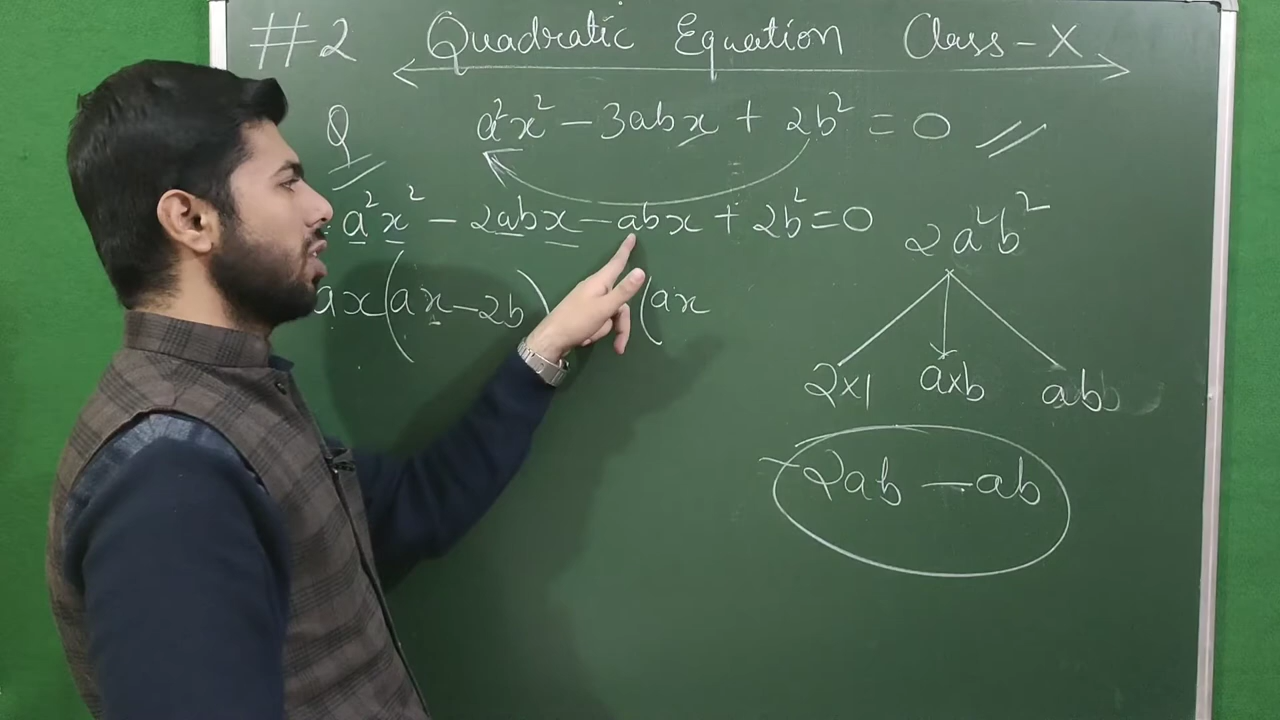 #2 Quadratic Equation Class-X
Q a²x² - 3abx + 2b² = 0
a²x² - 2abx - abx + 2b² = 0
2a²b²
ax(ax - 2b) (ax
2×1 a×b ab
-2ab - ab